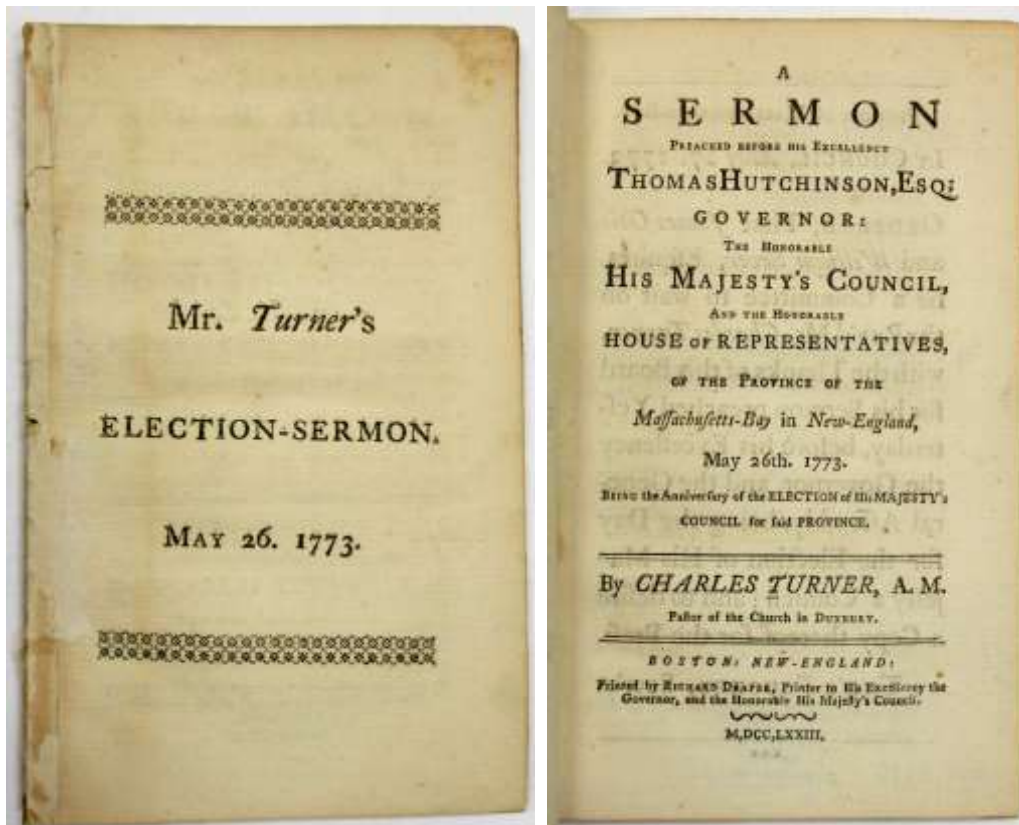 Mr. Turner's
ELECTION-SERMON.
MAY 26. 1773.
A
SERMON
PREACHED BEFORE HIS EXCELLENCY
THOMAS HUTCHINSON, ESQ;
GOVERNOR:
THE HONORABLE
HIS MAJESTY'S COUNCIL,
AND THE HONORABLE
HOUSE OF REPRESENTATIVES,
OF THE PROVINCE OF THE
Maſſachuſetts-Bay in New-England,
May 26th. 1773.
BEING the Anniverſary of the ELECTION of HIS MAJESTY's
COUNCIL for ſaid PROVINCE.
By CHARLES TURNER, A. M.
Paſtor of the Church in DUXBURY.
BOSTON: NEW-ENGLAND:
Printed by RICHARD DRAPER, Printer to His Excellency the
Governor, and the Honorable His Majeſty's Council.
M,DCC,LXXIII.